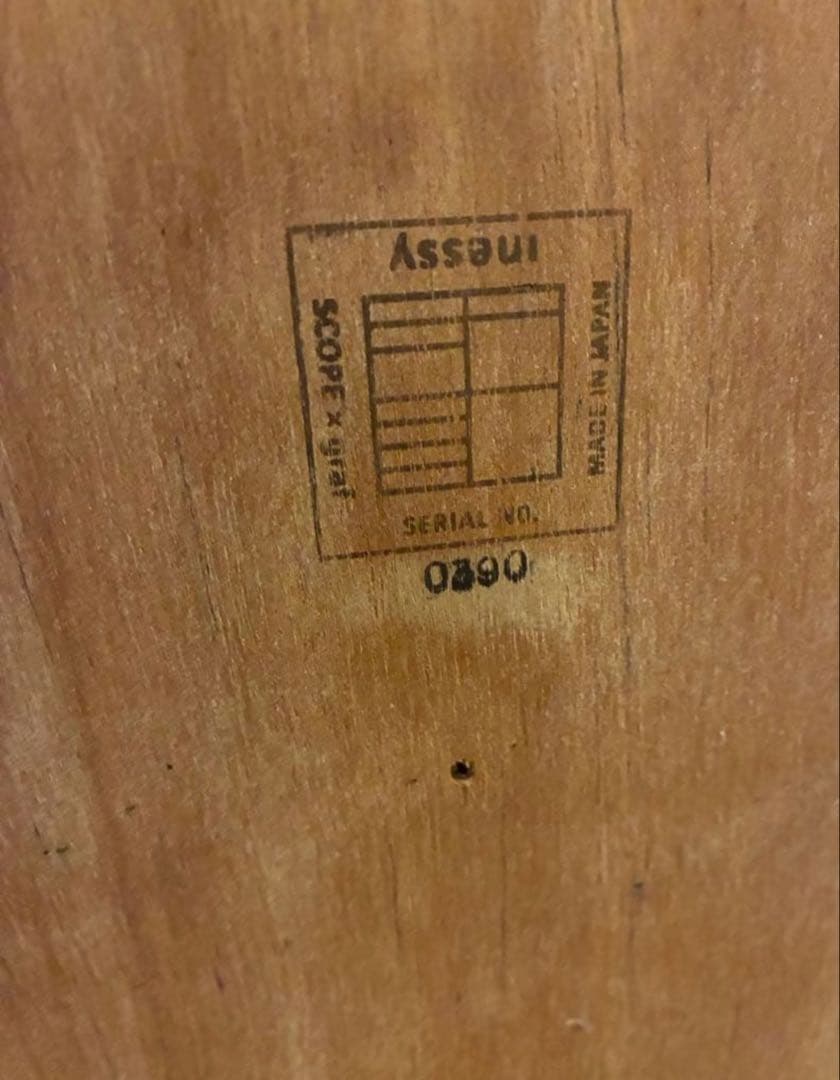 inessy
SCOPE x graf
MADE IN JAPAN
SERIAL NO.